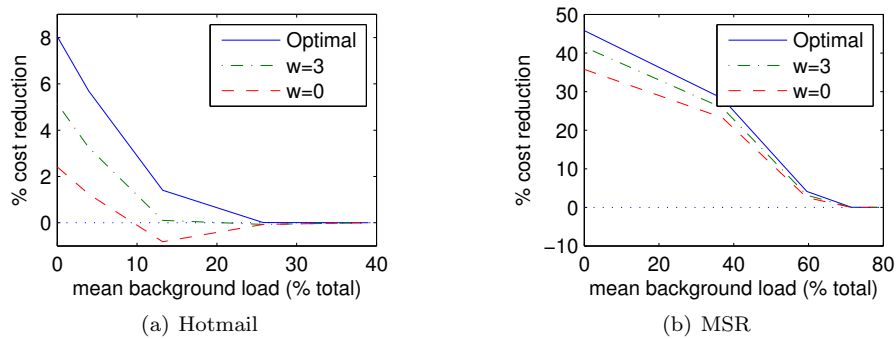 8
6
4
2
0
% cost reduction
Optimal
w=3
w=0
0 10 20 30 40
mean background load (% total)
(a) Hotmail
50
40
30
20
10
0
−10
% cost reduction
Optimal
w=3
w=0
0 20 40 60 80
mean background load (% total)
(b) MSR